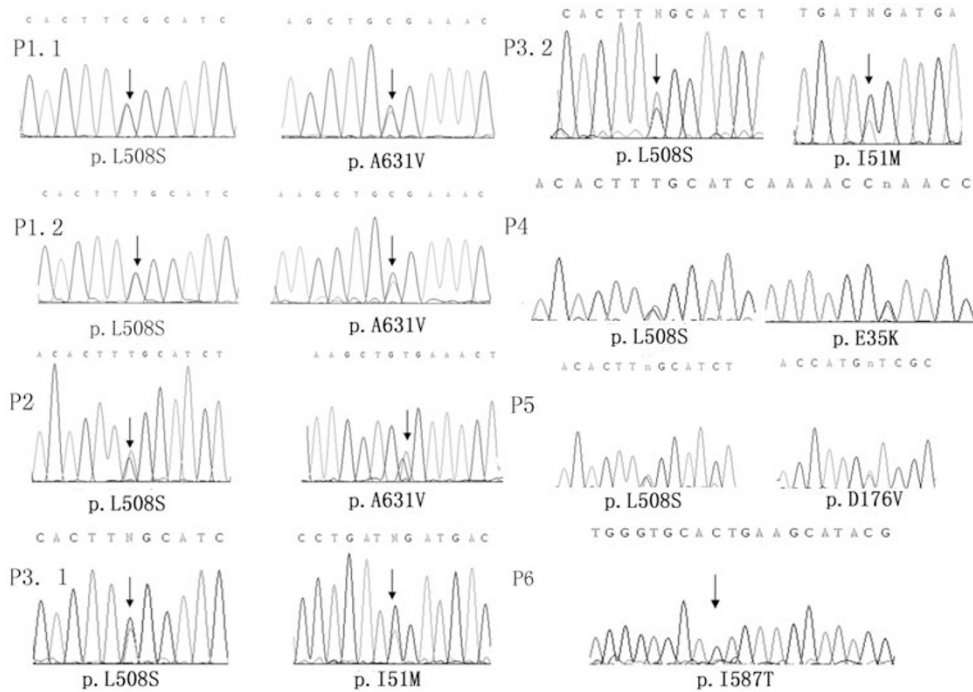 C A C T T C G C A T C
A G C T G C G A A A C
P1.1
p.L508S
p.A631V
C A C T T T G C A T C
A A G C T G C G A A A C
P1.2
p.L508S
p.A631V
A C A C T T T G C A T C T
A A G C T G T G A A A C T
P2
p.L508S
p.A631V
C A C T T N G C A T C
C C T G A T N G A T G A C
P3. 1
p.L508S
p.I51M
C A C T T N G C A T C T
T G A T N G A T G A
P3.2
p.L508S
p.I51M
A C A C T T T G C A T C A A A A C C n A A C C
P4
p.L508S
p.E35K
A C A C T T n G C A T C T
A C C A T G n T C G C
P5
p.L508S
p.D176V
T G G G T G C A C T G A A G C A T A C G
P6
p.I587T